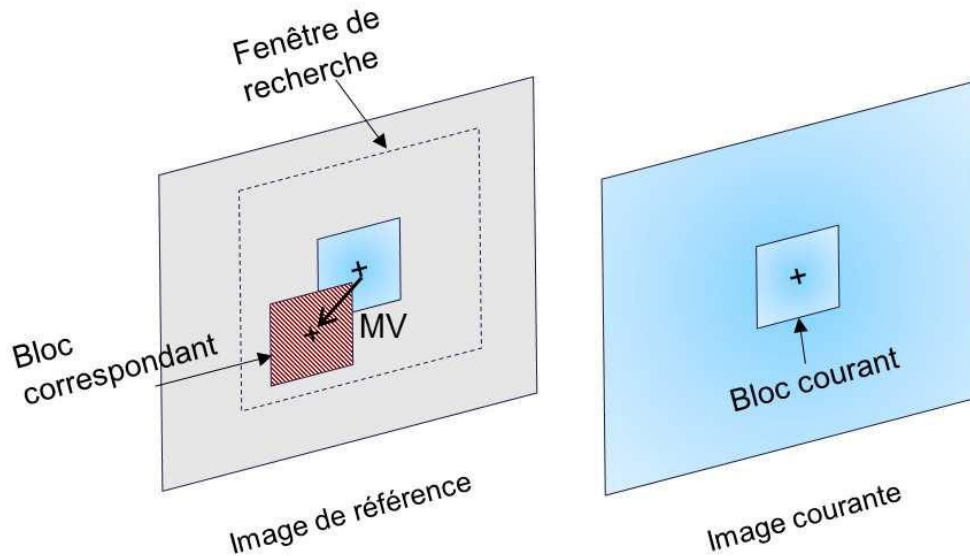 Fenêtre de
recherche
MV
Bloc
correspondant
Bloc courant
Image de référence
Image courante